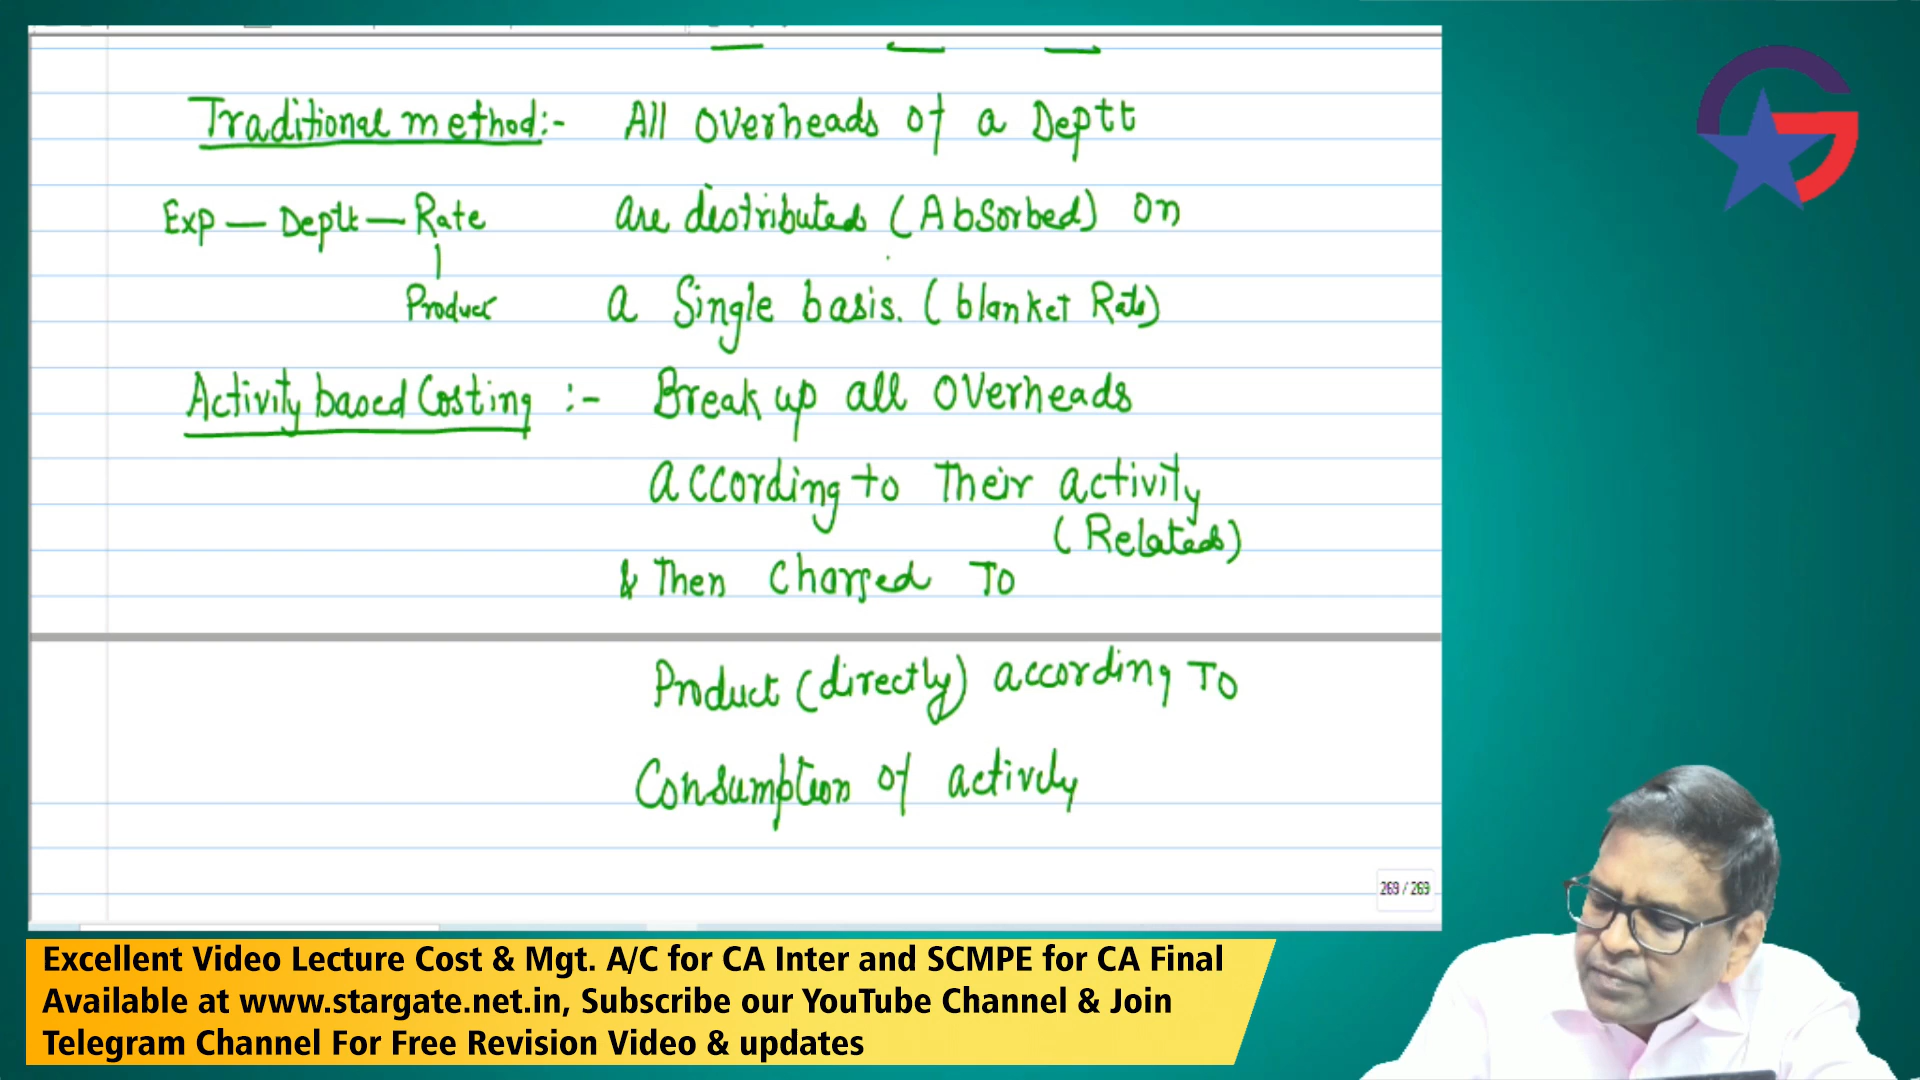 Traditional method:- All Overheads of a Deptt
Exp — Deptt — Rate are distributed (Absorbed) on
Product a Single basis. (blanket Rate)
Activity based Costing :- Break up all Overheads
according to Their activity
(Related)
& Then Charged To
Product (directly) according To
Consumption of activity
269 / 269
Excellent Video Lecture Cost & Mgt. A/C for CA Inter and SCMPE for CA Final
Available at www.stargate.net.in, Subscribe our YouTube Channel & Join
Telegram Channel For Free Revision Video & updates